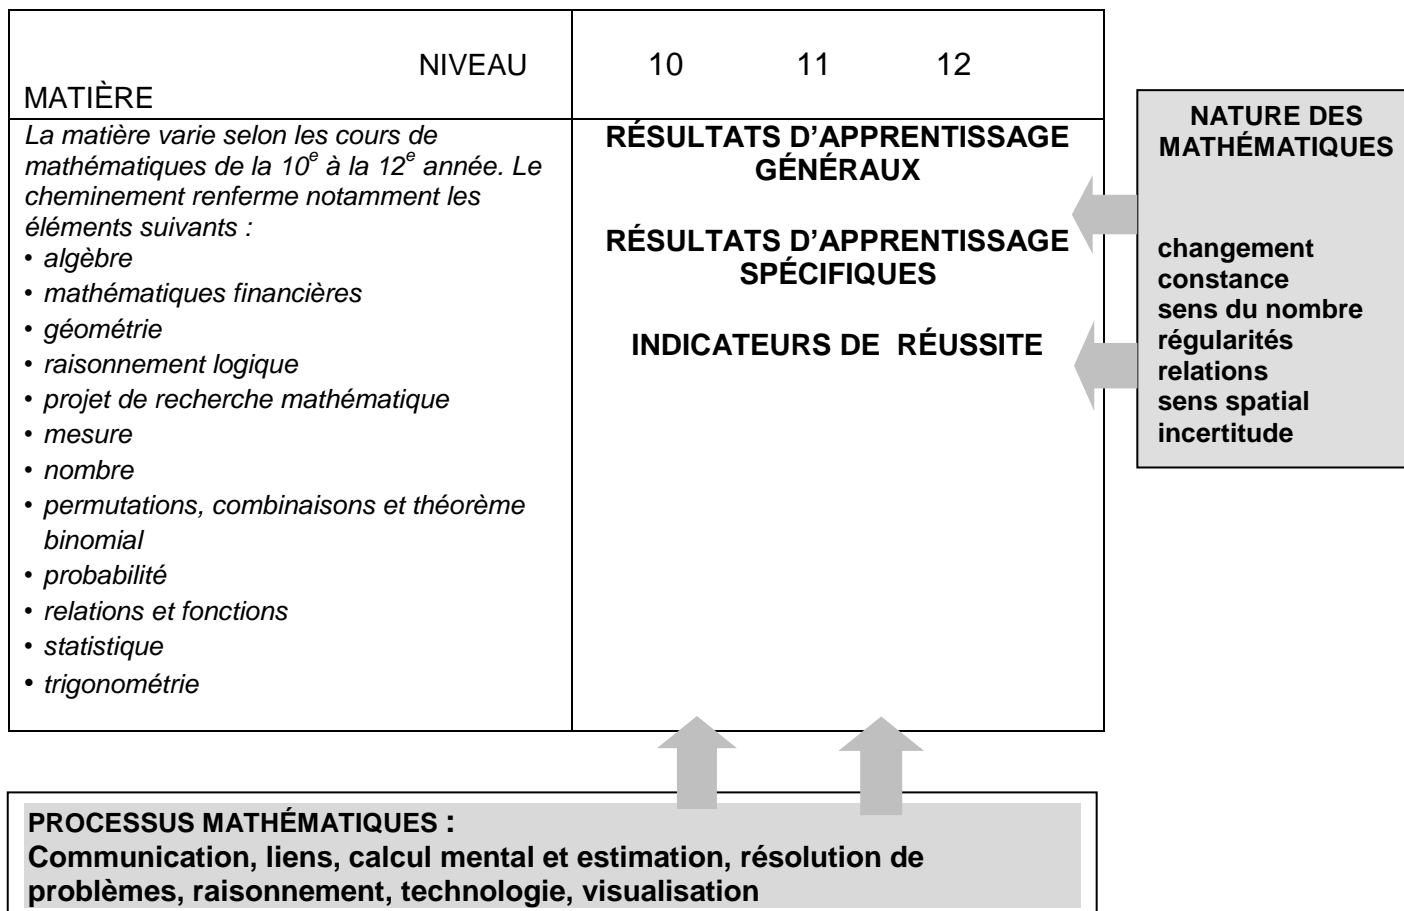 NIVEAU 10 11 12
MATIÈRE
La matière varie selon les cours de
mathématiques de la 10e à la 12e année. Le
cheminement renferme notamment les
éléments suivants :
• algèbre
• mathématiques financières
• géométrie
• raisonnement logique
• projet de recherche mathématique
• mesure
• nombre
• permutations, combinaisons et théorème
binomial
• probabilité
• relations et fonctions
• statistique
• trigonométrie
RÉSULTATS D’APPRENTISSAGE
GÉNÉRAUX
RÉSULTATS D’APPRENTISSAGE
SPÉCIFIQUES
INDICATEURS DE RÉUSSITE
NATURE DES
MATHÉMATIQUES
changement
constance
sens du nombre
régularités
relations
sens spatial
incertitude
PROCESSUS MATHÉMATIQUES :
Communication, liens, calcul mental et estimation, résolution de
problèmes, raisonnement, technologie, visualisation